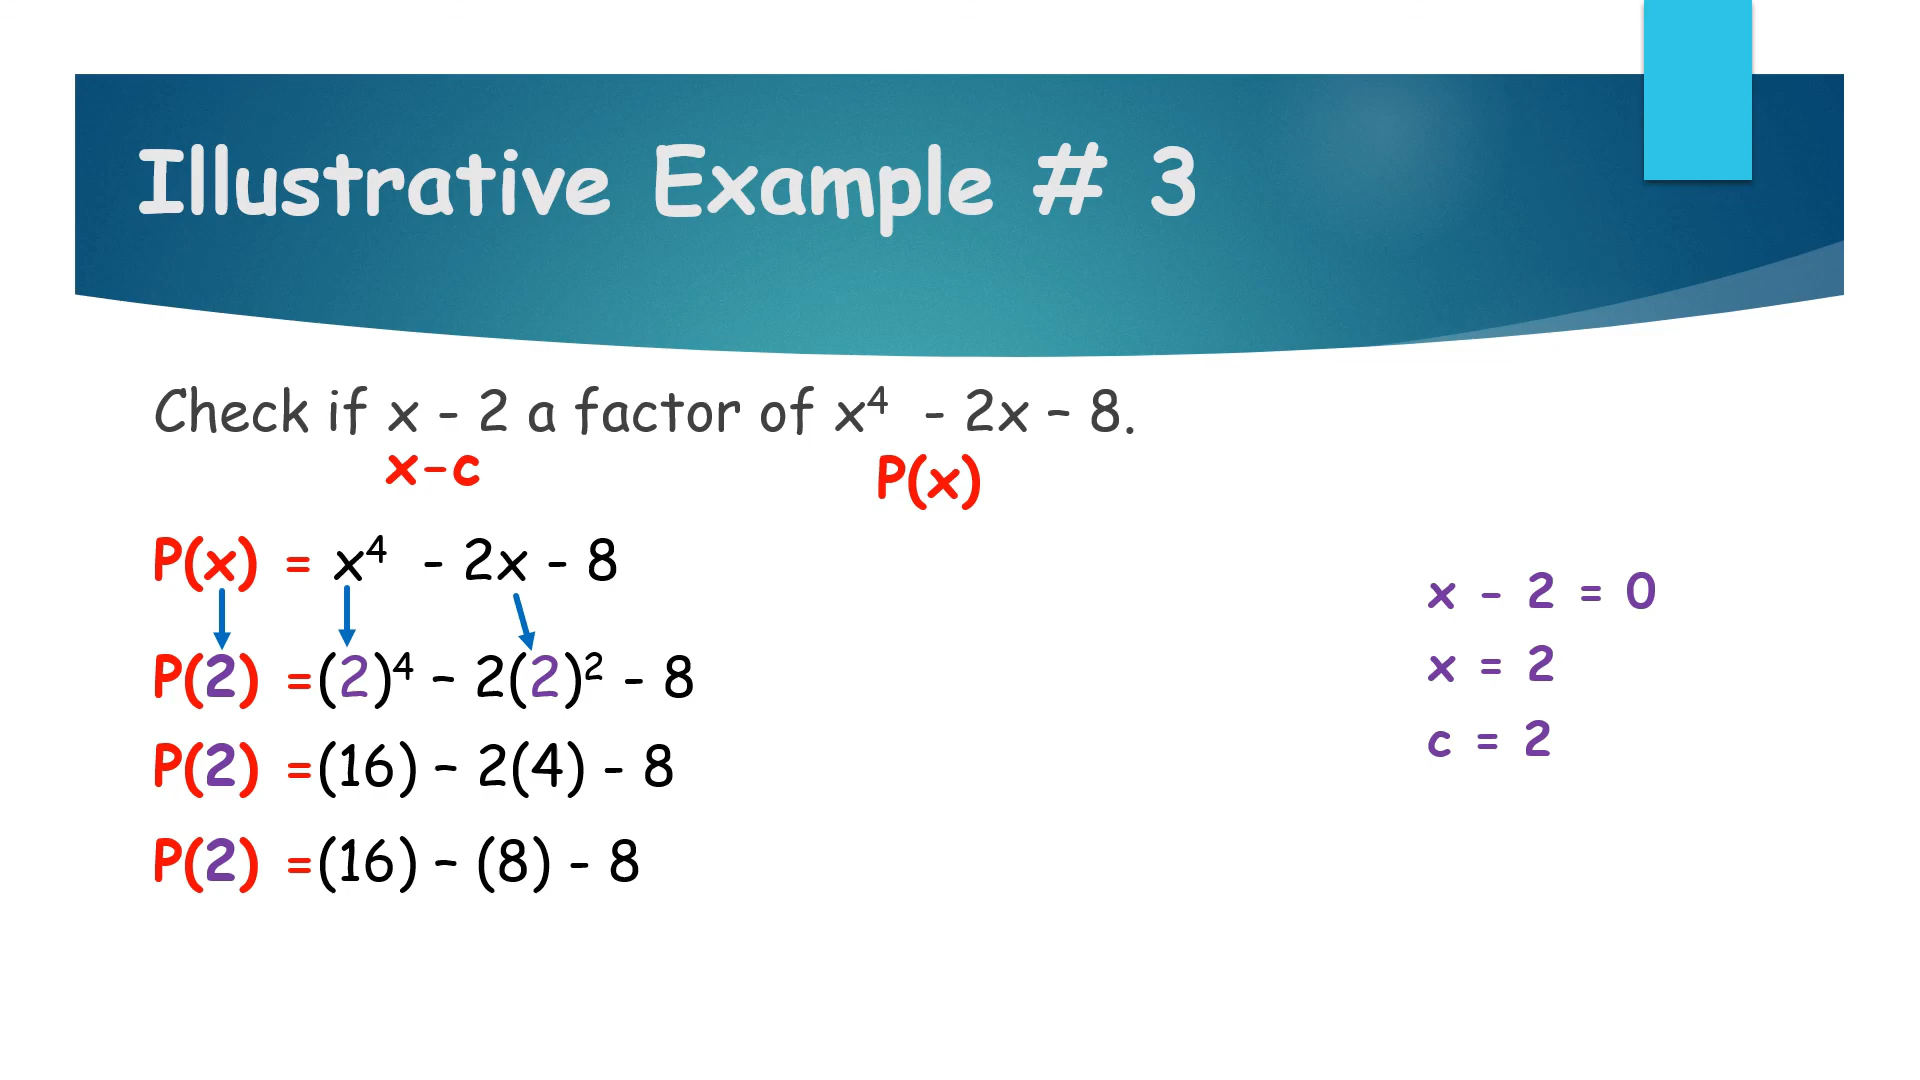 Illustrative Example # 3
Check if x - 2 a factor of x⁴ - 2x – 8.
x–c P(x)
P(x) = x⁴ - 2x - 8
P(2) =(2)⁴ – 2(2)² - 8
P(2) =(16) – 2(4) - 8
P(2) =(16) – (8) - 8
x - 2 = 0
x = 2
c = 2